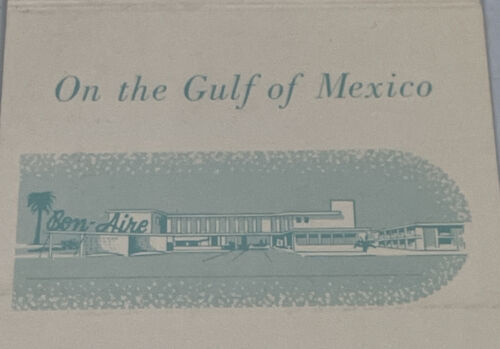 On the Gulf of Mexico
Bon-Aire